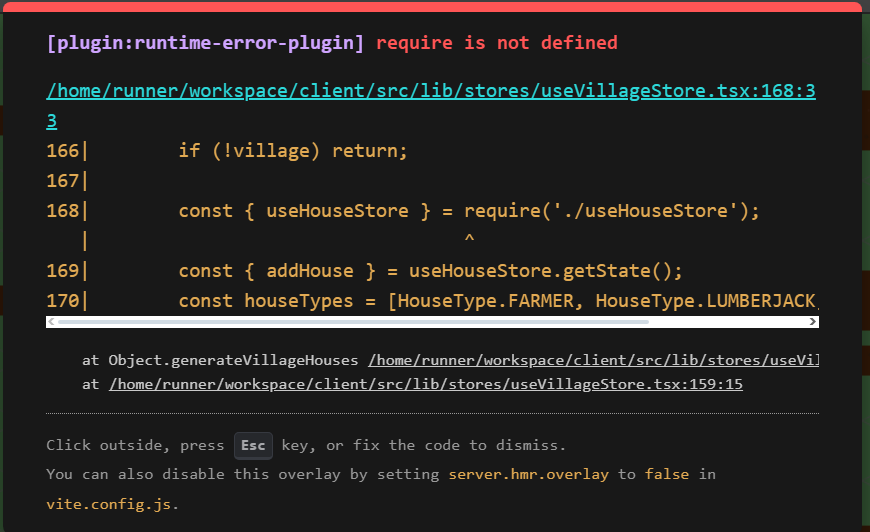 [plugin:runtime-error-plugin] require is not defined
/home/runner/workspace/client/src/lib/stores/useVillageStore.tsx:168:3
3
166|        if (!village) return;
167|
168|        const { useHouseStore } = require('./useHouseStore');
|                                  ^
169|        const { addHouse } = useHouseStore.getState();
170|        const houseTypes = [HouseType.FARMER, HouseType.LUMBERJACK,
at Object.generateVillageHouses /home/runner/workspace/client/src/lib/stores/useVil
at /home/runner/workspace/client/src/lib/stores/useVillageStore.tsx:159:15
Click outside, press Esc key, or fix the code to dismiss.
You can also disable this overlay by setting server.hmr.overlay to false in
vite.config.js.